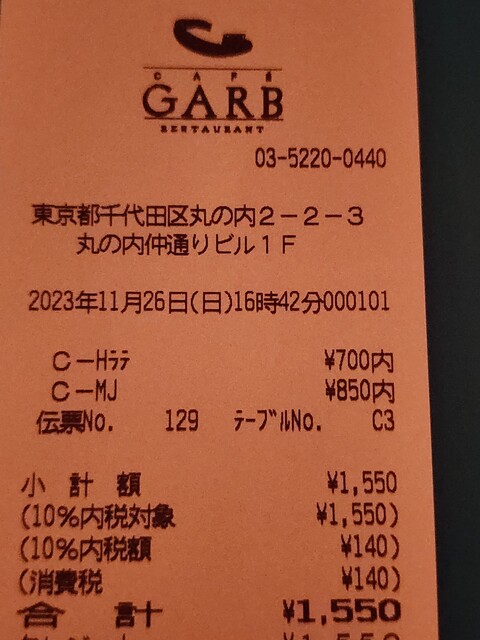 CAFE
GARB
RESTAURANT
03-5220-0440
東京都千代田区丸の内2-2-3
丸の内仲通りビル1F
2023年11月26日(日)16時42分000101
C-Hﾗﾃ ¥700内
C-MJ ¥850内
伝票No. 129 ﾃｰﾌﾞﾙNo. C3
小計額 ¥1,550
(10%内税対象 ¥1,550)
(10%内税額 ¥140)
(消費税 ¥140)
合計 ¥1,550